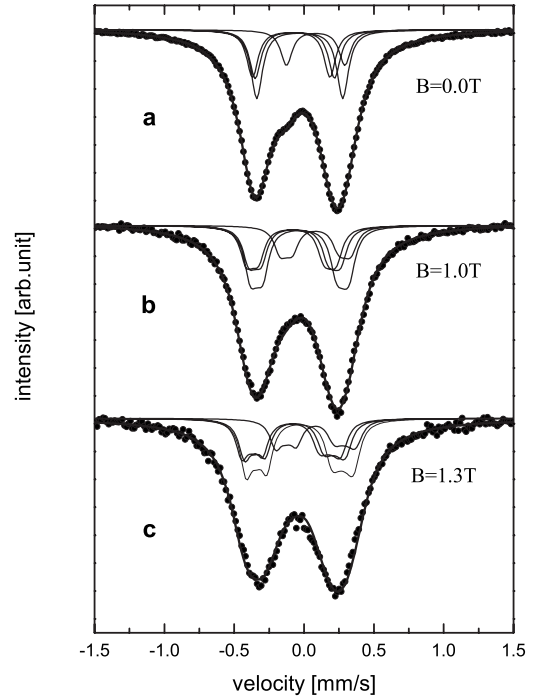 B=0.0T
a
B=1.0T
b
B=1.3T
c
intensity [arb.unit]
-1.5 -1.0 -0.5 0.0 0.5 1.0 1.5
velocity [mm/s]